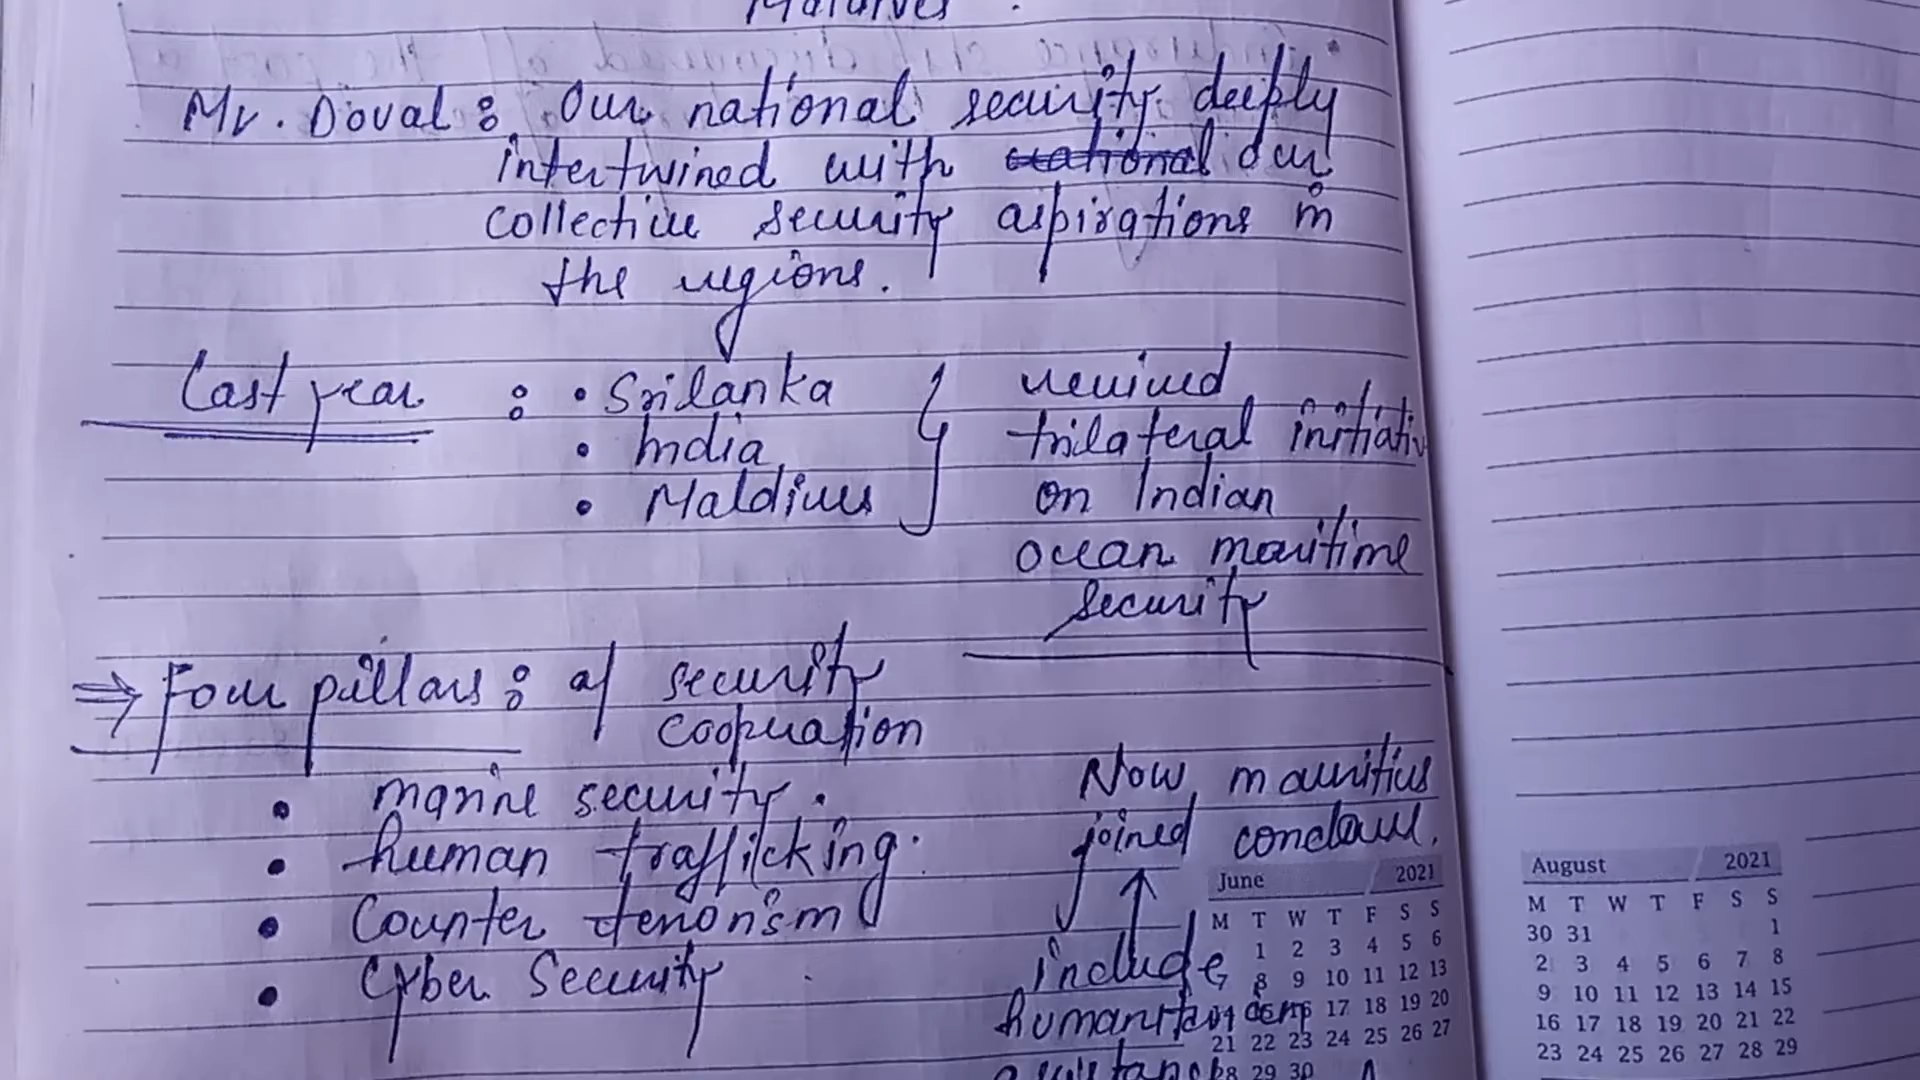 Maldives.
Mr. Doval : Our national security deeply
intertwined with our
collective security aspirations in
the regions.
Last year : • Srilanka
• India
• Maldives
revived
trilateral initiativ
on Indian
ocean maritime
security
⇒ Four pillars : of security
cooperation
• marine security.
• human trafficking.
• Counter terrorism
• Cyber Security
Now mauritius
joined conclave.
include
humanitarian
assistance
June 2021
M T W T F S S
1 2 3 4 5 6
8 9 10 11 12 13
17 18 19 20
21 22 23 24 25 26 27
28 29 30
August 2021
M T W T F S S
30 31 1
2 3 4 5 6 7 8
9 10 11 12 13 14 15
16 17 18 19 20 21 22
23 24 25 26 27 28 29